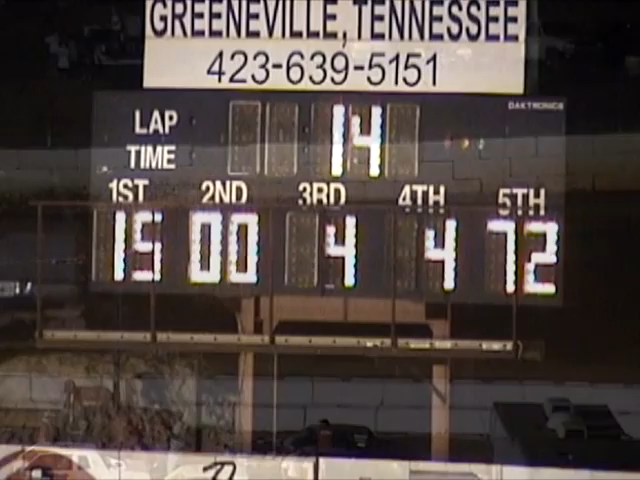 GREENEVILLE, TENNESSEE
423-639-5151
DAKTRONICS
LAP 14
TIME
1ST 2ND 3RD 4TH 5TH
15 00 4 4 72